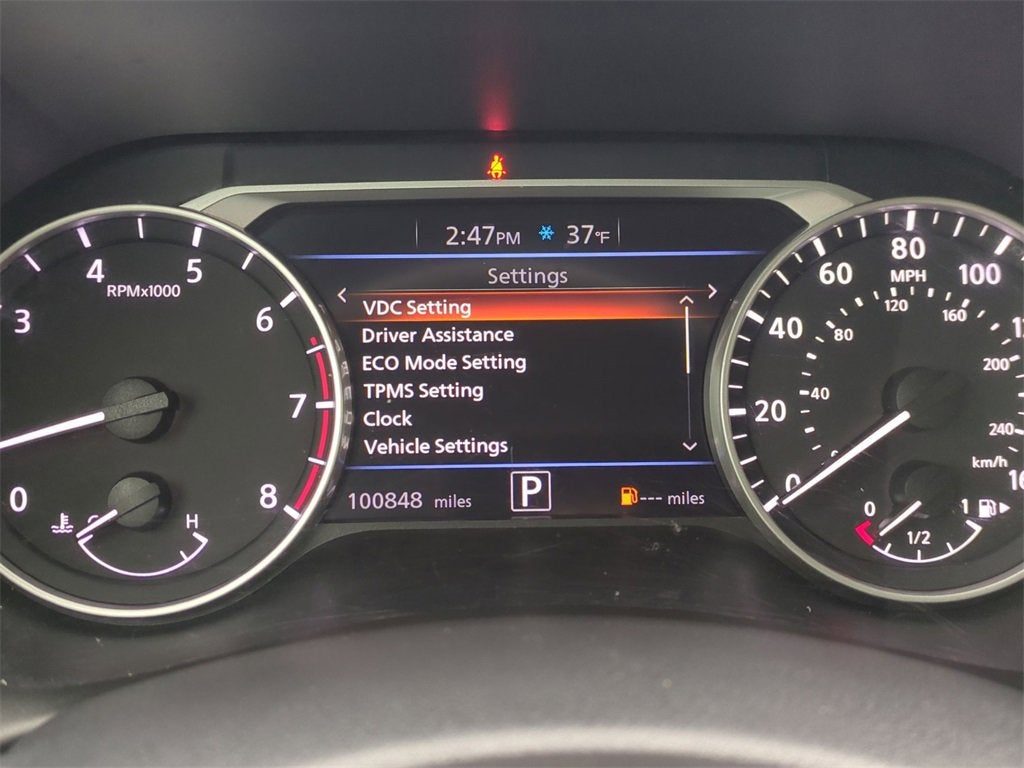 2:47PM 37°F
Settings
VDC Setting
Driver Assistance
ECO Mode Setting
TPMS Setting
Clock
Vehicle Settings
100848 miles
P
--- miles
0
3
4
5
6
7
8
RPMx1000
H
0
20
40
60
80
100
MPH
40
80
120
160
200
240
km/h
0
1/2
1